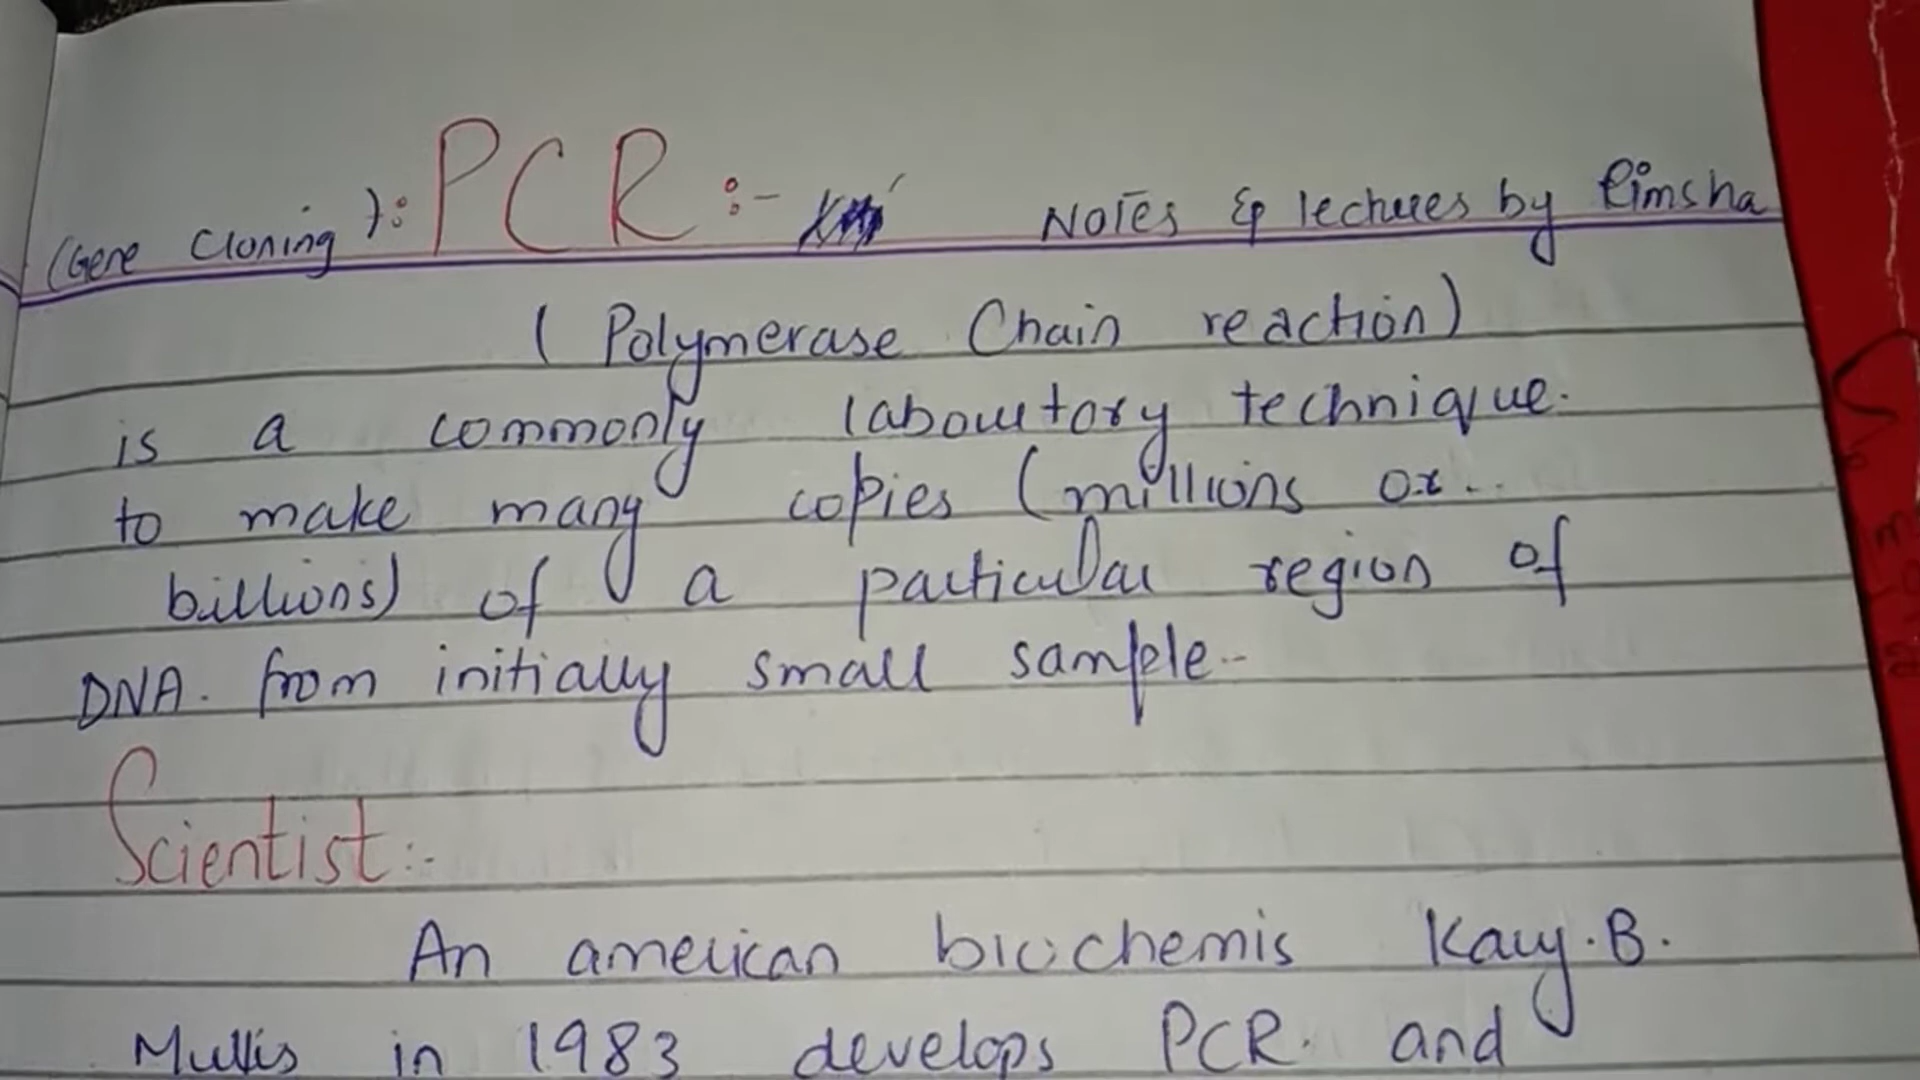 (Gene Cloning): PCR:- Notes & lectures by Rimsha
( Polymerase Chain reaction)
is a commonly labouratory technique.
to make many copies (millions or..
billions) of a particular region of
DNA. from initially small sample..
Scientist:-
An american biochemis Kary.B.
Mullis in 1983 develops PCR. and